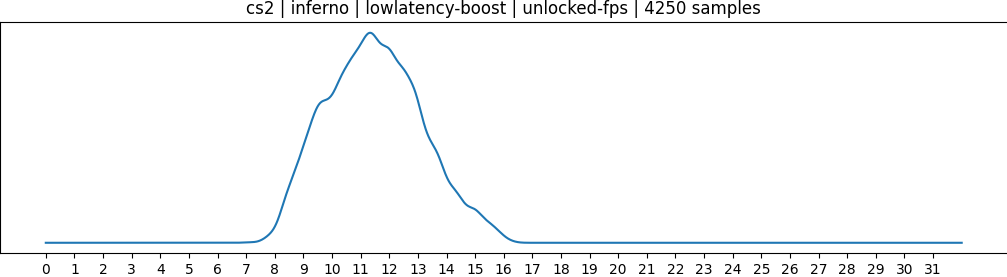 cs2 | inferno | lowlatency-boost | unlocked-fps | 4250 samples
0 1 2 3 4 5 6 7 8 9 10 11 12 13 14 15 16 17 18 19 20 21 22 23 24 25 26 27 28 29 30 31